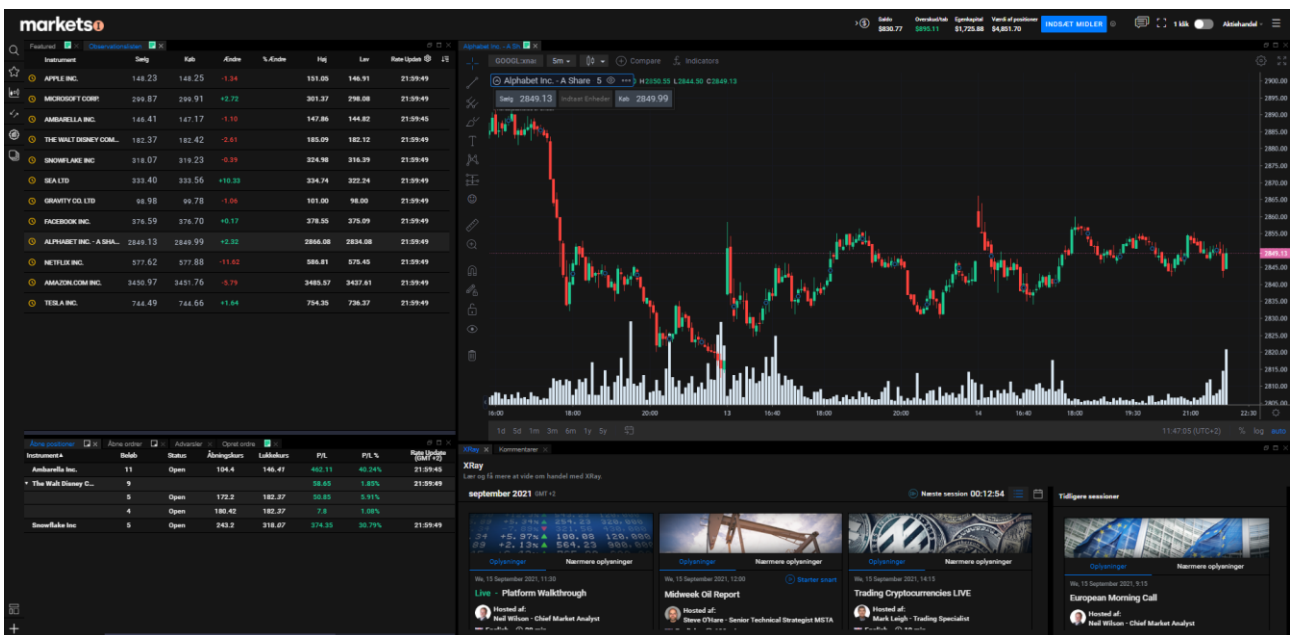 markets
Saldo Overskud/tab Egenkapital Værdi af positioner
$830.77 $895.11 $1,725.88 $4,851.70
INDSÆT MIDLER
1 klik
Aktiehandel
Featured Observationslisten
Instrument Sælg Køb Ændre % Ændre Høj Lav Rate Update
APPLE INC. 148.23 148.25 -1.34 151.05 146.91 21:59:49
MICROSOFT CORP. 299.87 299.91 +2.72 301.37 298.08 21:59:49
AMBARELLA INC. 146.41 147.17 -1.10 147.86 144.82 21:59:45
THE WALT DISNEY COM... 182.37 182.42 -2.61 185.09 182.12 21:59:49
SNOWFLAKE INC 318.07 319.23 -0.39 324.98 316.39 21:59:49
SEA LTD 333.40 333.56 +10.33 334.74 322.24 21:59:49
GRAVITY CO. LTD 98.98 99.78 -1.06 101.00 98.00 21:59:49
FACEBOOK INC. 376.59 376.70 +0.17 378.55 375.09 21:59:49
ALPHABET INC. - A SHA... 2849.13 2849.99 +2.32 2866.08 2834.08 21:59:49
NETFLIX INC. 577.62 577.88 -11.62 586.81 575.45 21:59:49
AMAZON.COM INC. 3450.97 3451.76 -5.79 3485.57 3437.61 21:59:49
TESLA INC. 744.49 744.66 +1.64 754.35 736.37 21:59:49
Alphabet Inc. - A Sh
GOOGL:xnas 5m Compare Indicators
Alphabet Inc. - A Share 5 H2850.55 L2844.50 C2849.13
Sælg 2849.13 Indtast Enheder Køb 2849.99
2900.00
2895.00
2890.00
2885.00
2880.00
2875.00
2870.00
2865.00
2860.00
2855.00
2849.13
2845.00
2840.00
2835.00
2830.00
2825.00
2820.00
2815.00
2810.00
2805.00
16:00 18:00 20:00 13 16:40 18:00 20:00 14 16:40 18:00 19:30 21:00 22:30
1d 5d 1m 3m 6m 1y 5y
11:47:05 (UTC+2) % log auto
Åbne positioner Åbne ordrer Advarsler Opret ordre
Instrument Beløb Status Åbningskurs Lukkekurs P/L P/L % Rate Update
(GMT +2)
Ambarella Inc. 11 Open 104.4 146.41 462.11 40.24% 21:59:45
The Walt Disney C... 9 58.65 1.85% 21:59:49
5 Open 172.2 182.37 50.85 5.91%
4 Open 180.42 182.37 7.8 1.08%
Snowflake Inc 5 Open 243.2 318.07 374.35 30.79% 21:59:49
XRay Kommentarer
XRay
Lær og få mere at vide om handel med XRay.
september 2021 GMT +2
Næste session 00:12:54
Tidligere sessioner
Oplysninger Nærmere oplysninger
We, 15 September 2021, 11:30
Live - Platform Walkthrough
Hosted af:
Neil Wilson - Chief Market Analyst
Oplysninger Nærmere oplysninger
We, 15 September 2021, 12:00 Starter snart
Midweek Oil Report
Hosted af:
Steve O'Hare - Senior Technical Strategist MSTA
Oplysninger Nærmere oplysninger
We, 15 September 2021, 14:15
Trading Cryptocurrencies LIVE
Hosted af:
Mark Leigh - Trading Specialist
Oplysninger Nærmere oplysninger
We, 15 September 2021, 9:15
European Morning Call
Hosted af:
Neil Wilson - Chief Market Analyst